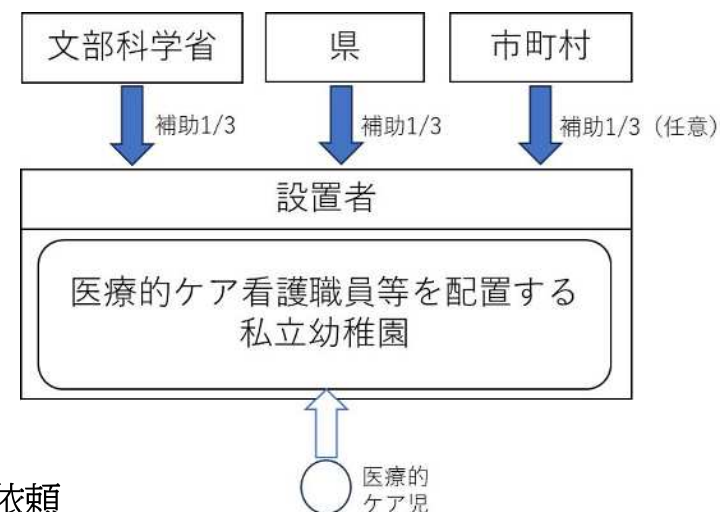 文部科学省
県
市町村
補助1/3
補助1/3
補助1/3（任意）
設置者
医療的ケア看護職員等を配置する
私立幼稚園
医療的
ケア児
依頼